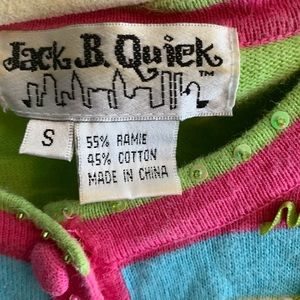 Jack B. Quick™
S
55% RAMIE
45% COTTON
MADE IN CHINA